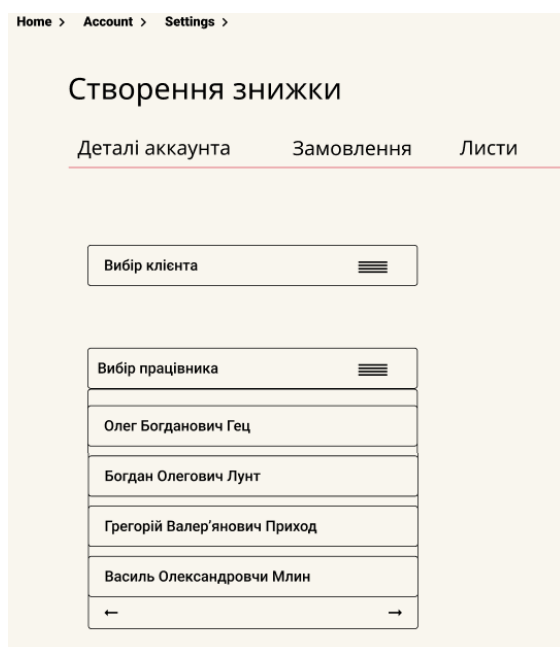 Home > Account > Settings >
Створення знижки
Деталі аккаунта Замовлення Листи
Вибір клієнта
Вибір працівника
Олег Богданович Гец
Богдан Олегович Лунт
Грегорій Валер’янович Приход
Василь Олександровчи Млин
← →